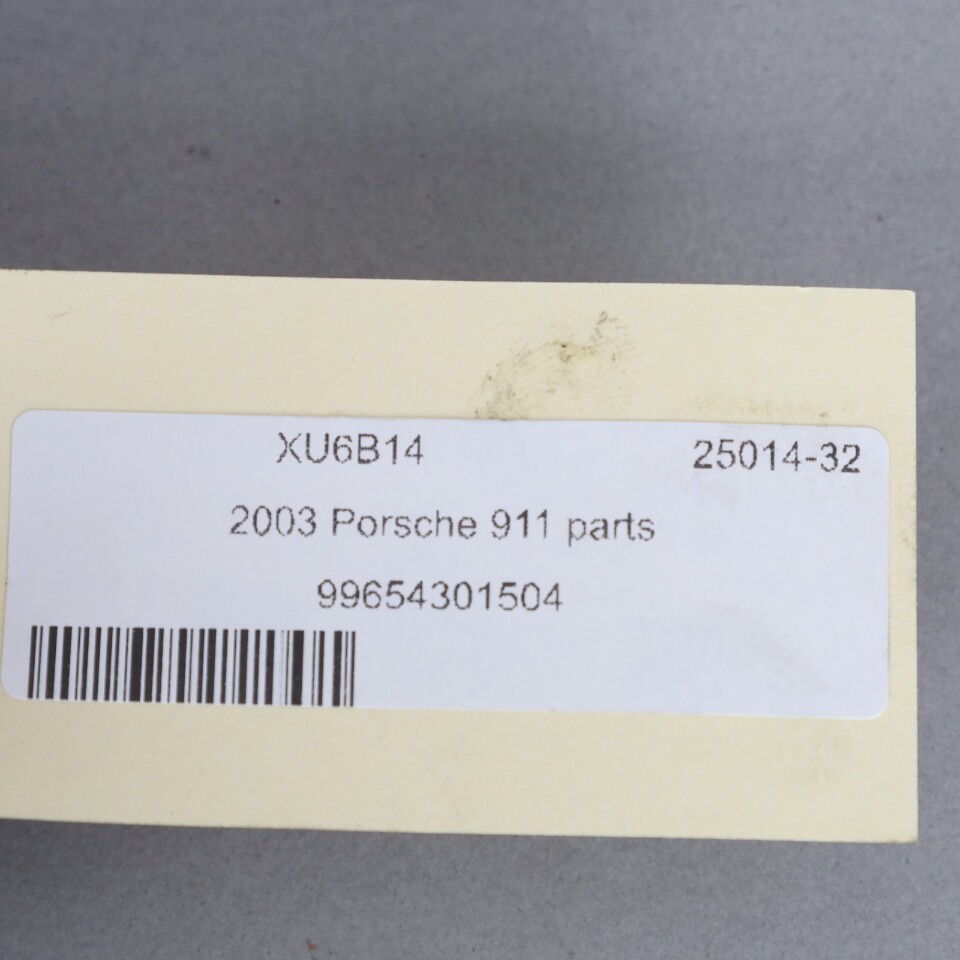 XU6B14 25014-32
2003 Porsche 911 parts
99654301504